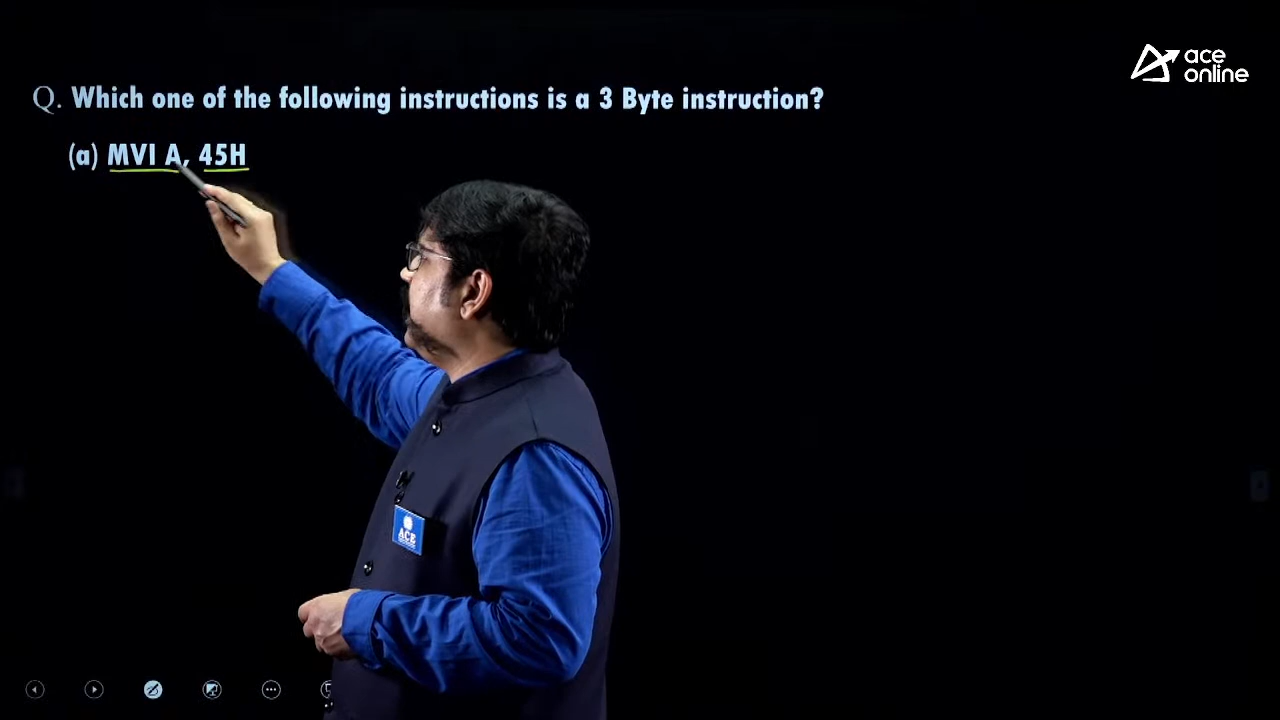 ace
online
Q. Which one of the following instructions is a 3 Byte instruction?
(a) MVI A, 45H
ACE